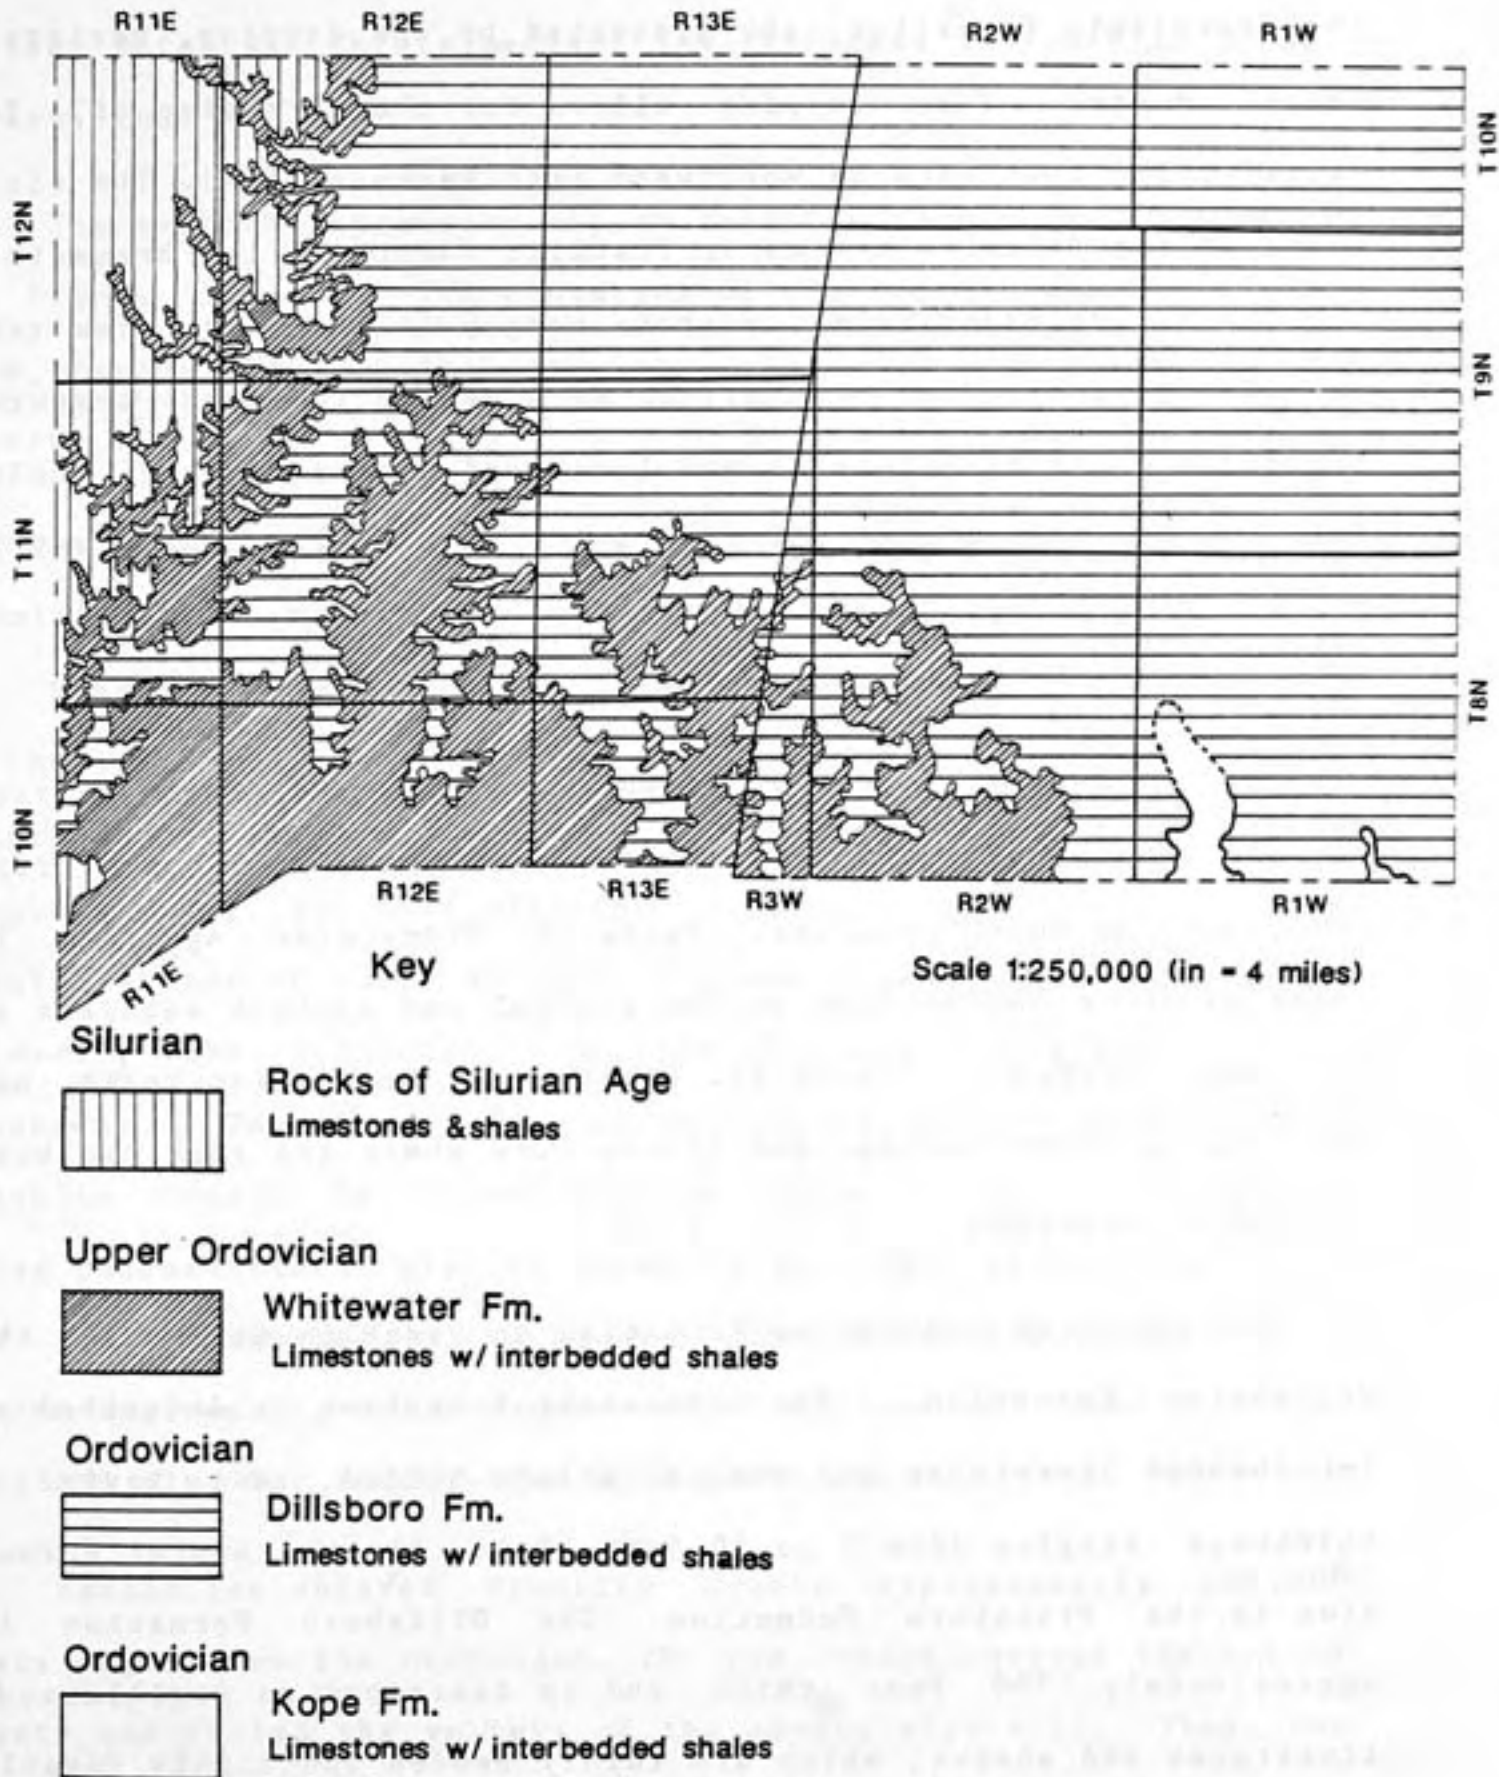 R11E R12E R13E R2W R1W
T10N
T12N
T9N
T11N
T8N
T10N
R12E R13E R3W R2W R1W
R11E
Key
Scale 1:250,000 (in = 4 miles)
Silurian
Rocks of Silurian Age
Limestones & shales
Upper Ordovician
Whitewater Fm.
Limestones w/ interbedded shales
Ordovician
Dillsboro Fm.
Limestones w/ interbedded shales
Ordovician
Kope Fm.
Limestones w/ interbedded shales